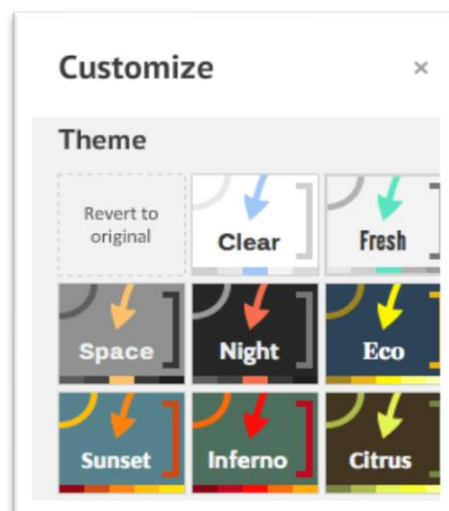 Customize ×
Theme
Revert to
original
Clear
Fresh
Space
Night
Eco
Sunset
Inferno
Citrus